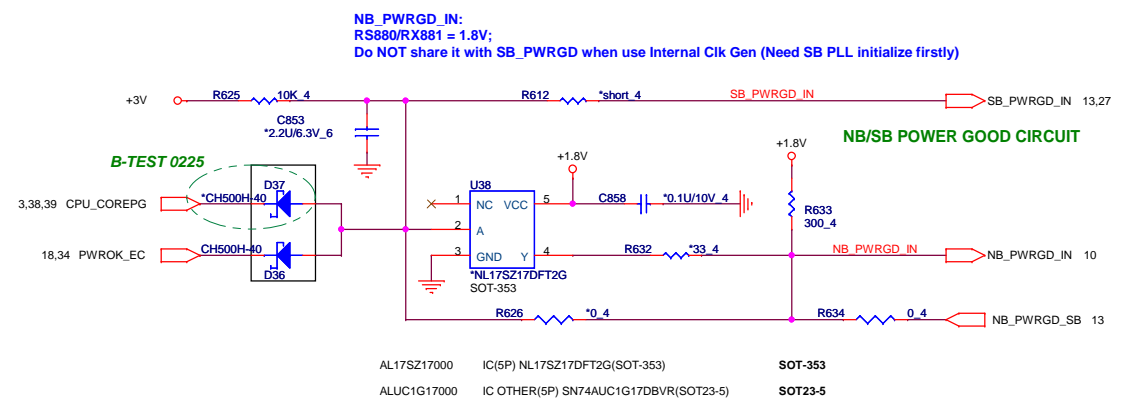 NB_PWRGD_IN:
RS880/RX881 = 1.8V;
Do NOT share it with SB_PWRGD when use Internal Clk Gen (Need SB PLL initialize firstly)
+3V
R625
10K_4
R612
*short_4
SB_PWRGD_IN
SB_PWRGD_IN 13,27
C853
*2.2U/6.3V_6
NB/SB POWER GOOD CIRCUIT
B-TEST 0225
+1.8V
+1.8V
D37
U38
3,38,39 CPU_COREPG
*CH500H-40
1
NC
VCC
5
C858
*0.1U/10V_4
R633
300_4
2
A
18,34 PWROK_EC
CH500H-40
D36
3
GND
Y
4
R632
*33_4
NB_PWRGD_IN
NB_PWRGD_IN 10
*NL17SZ17DFT2G
SOT-353
R626
*0_4
R634
0_4
NB_PWRGD_SB 13
AL17SZ17000 IC(5P) NL17SZ17DFT2G(SOT-353) SOT-353
ALUC1G17000 IC OTHER(5P) SN74AUC1G17DBVR(SOT23-5) SOT23-5